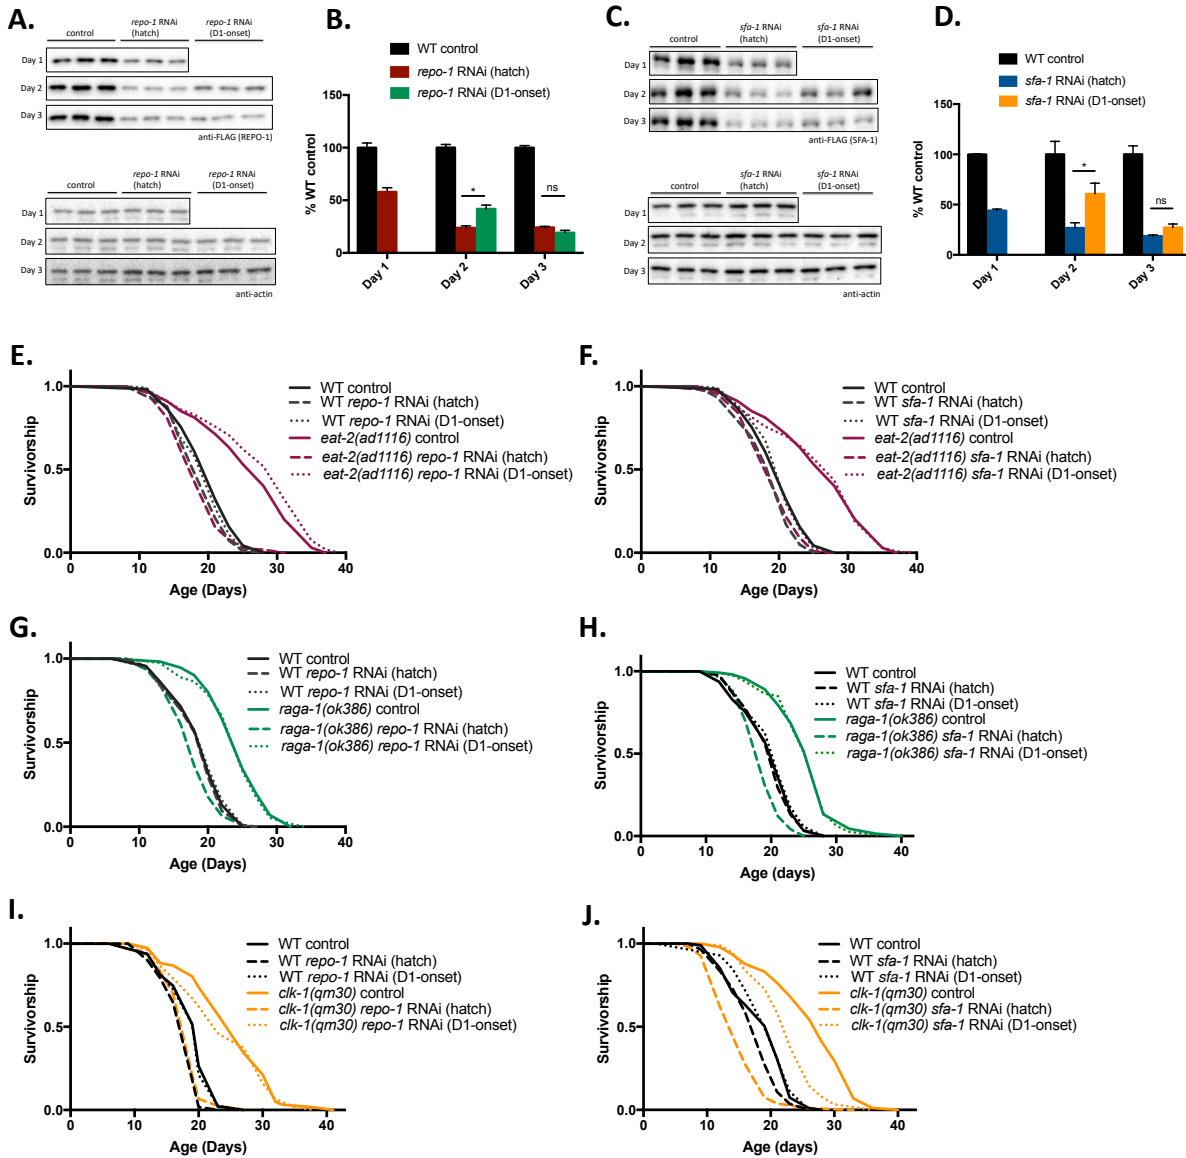 A.
control
repo-1 RNAi
(hatch)
repo-1 RNAi
(D1-onset)
Day 1
Day 2
Day 3
anti-FLAG (REPO-1)
control
repo-1 RNAi
(hatch)
repo-1 RNAi
(D1-onset)
Day 1
Day 2
Day 3
anti-actin
B.
WT control
repo-1 RNAi (hatch)
repo-1 RNAi (D1-onset)
% WT control
150
100
50
0
*
ns
Day 1
Day 2
Day 3
C.
control
sfa-1 RNAi
(hatch)
sfa-1 RNAi
(D1-onset)
Day 1
Day 2
Day 3
anti-FLAG (SFA-1)
control
sfa-1 RNAi
(hatch)
sfa-1 RNAi
(D1-onset)
Day 1
Day 2
Day 3
anti-actin
D.
WT control
sfa-1 RNAi (hatch)
sfa-1 RNAi (D1-onset)
% WT control
150
100
50
0
*
ns
Day 1
Day 2
Day 3
E.
Survivorship
1.0
0.5
0.0
0 10 20 30 40
Age (Days)
WT control
WT repo-1 RNAi (hatch)
WT repo-1 RNAi (D1-onset)
eat-2(ad1116) control
eat-2(ad1116) repo-1 RNAi (hatch)
eat-2(ad1116) repo-1 RNAi (D1-onset)
F.
Survivorship
1.0
0.5
0.0
0 10 20 30 40
Age (Days)
WT control
WT sfa-1 RNAi (hatch)
WT sfa-1 RNAi (D1-onset)
eat-2(ad1116) control
eat-2(ad1116) sfa-1 RNAi (hatch)
eat-2(ad1116) sfa-1 RNAi (D1-onset)
G.
Survivorship
1.0
0.5
0.0
0 10 20 30 40
Age (Days)
WT control
WT repo-1 RNAi (hatch)
WT repo-1 RNAi (D1-onset)
raga-1(ok386) control
raga-1(ok386) repo-1 RNAi (hatch)
raga-1(ok386) repo-1 RNAi (D1-onset)
H.
Survivorship
1.0
0.5
0.0
0 10 20 30 40
Age (days)
WT control
WT sfa-1 RNAi (hatch)
WT sfa-1 RNAi (D1-onset)
raga-1(ok386) control
raga-1(ok386) sfa-1 RNAi (hatch)
raga-1(ok386) sfa-1 RNAi (D1-onset)
I.
Survivorship
1.0
0.5
0.0
0 10 20 30 40
Age (Days)
WT control
WT repo-1 RNAi (hatch)
WT repo-1 RNAi (D1-onset)
clk-1(qm30) control
clk-1(qm30) repo-1 RNAi (hatch)
clk-1(qm30) repo-1 RNAi (D1-onset)
J.
Survivorship
1.0
0.5
0.0
0 10 20 30 40
Age (days)
WT control
WT sfa-1 RNAi (hatch)
WT sfa-1 RNAi (D1-onset)
clk-1(qm30) control
clk-1(qm30) sfa-1 RNAi (hatch)
clk-1(qm30) sfa-1 RNAi (D1-onset)